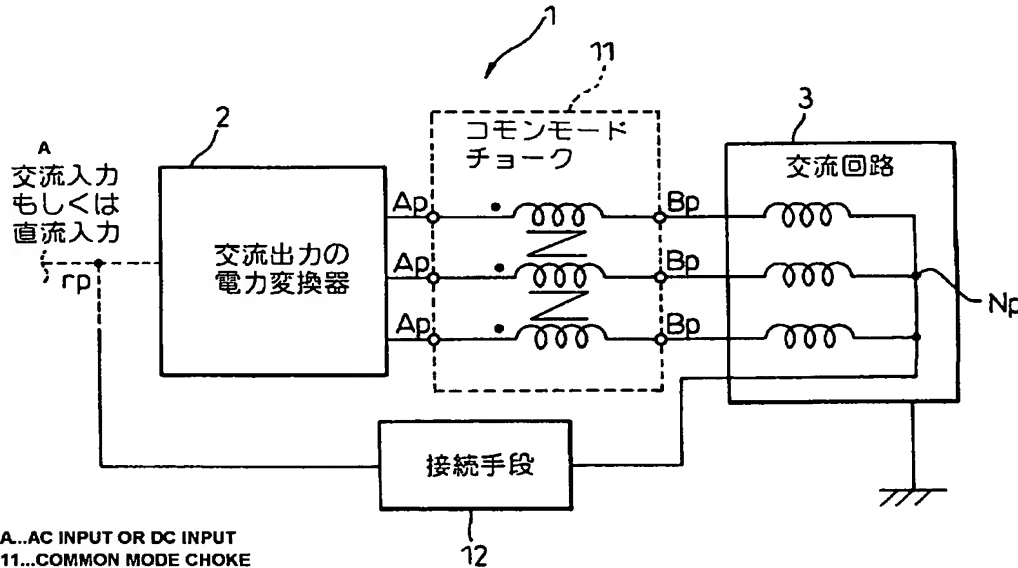 1
11
2
3
A
交流入力
もしくは
直流入力
rp
交流出力の
電力変換器
コモンモード
チョーク
交流回路
Ap
Bp
Ap
Bp
Ap
Bp
Np
接続手段
12
A...AC INPUT OR DC INPUT
11...COMMON MODE CHOKE